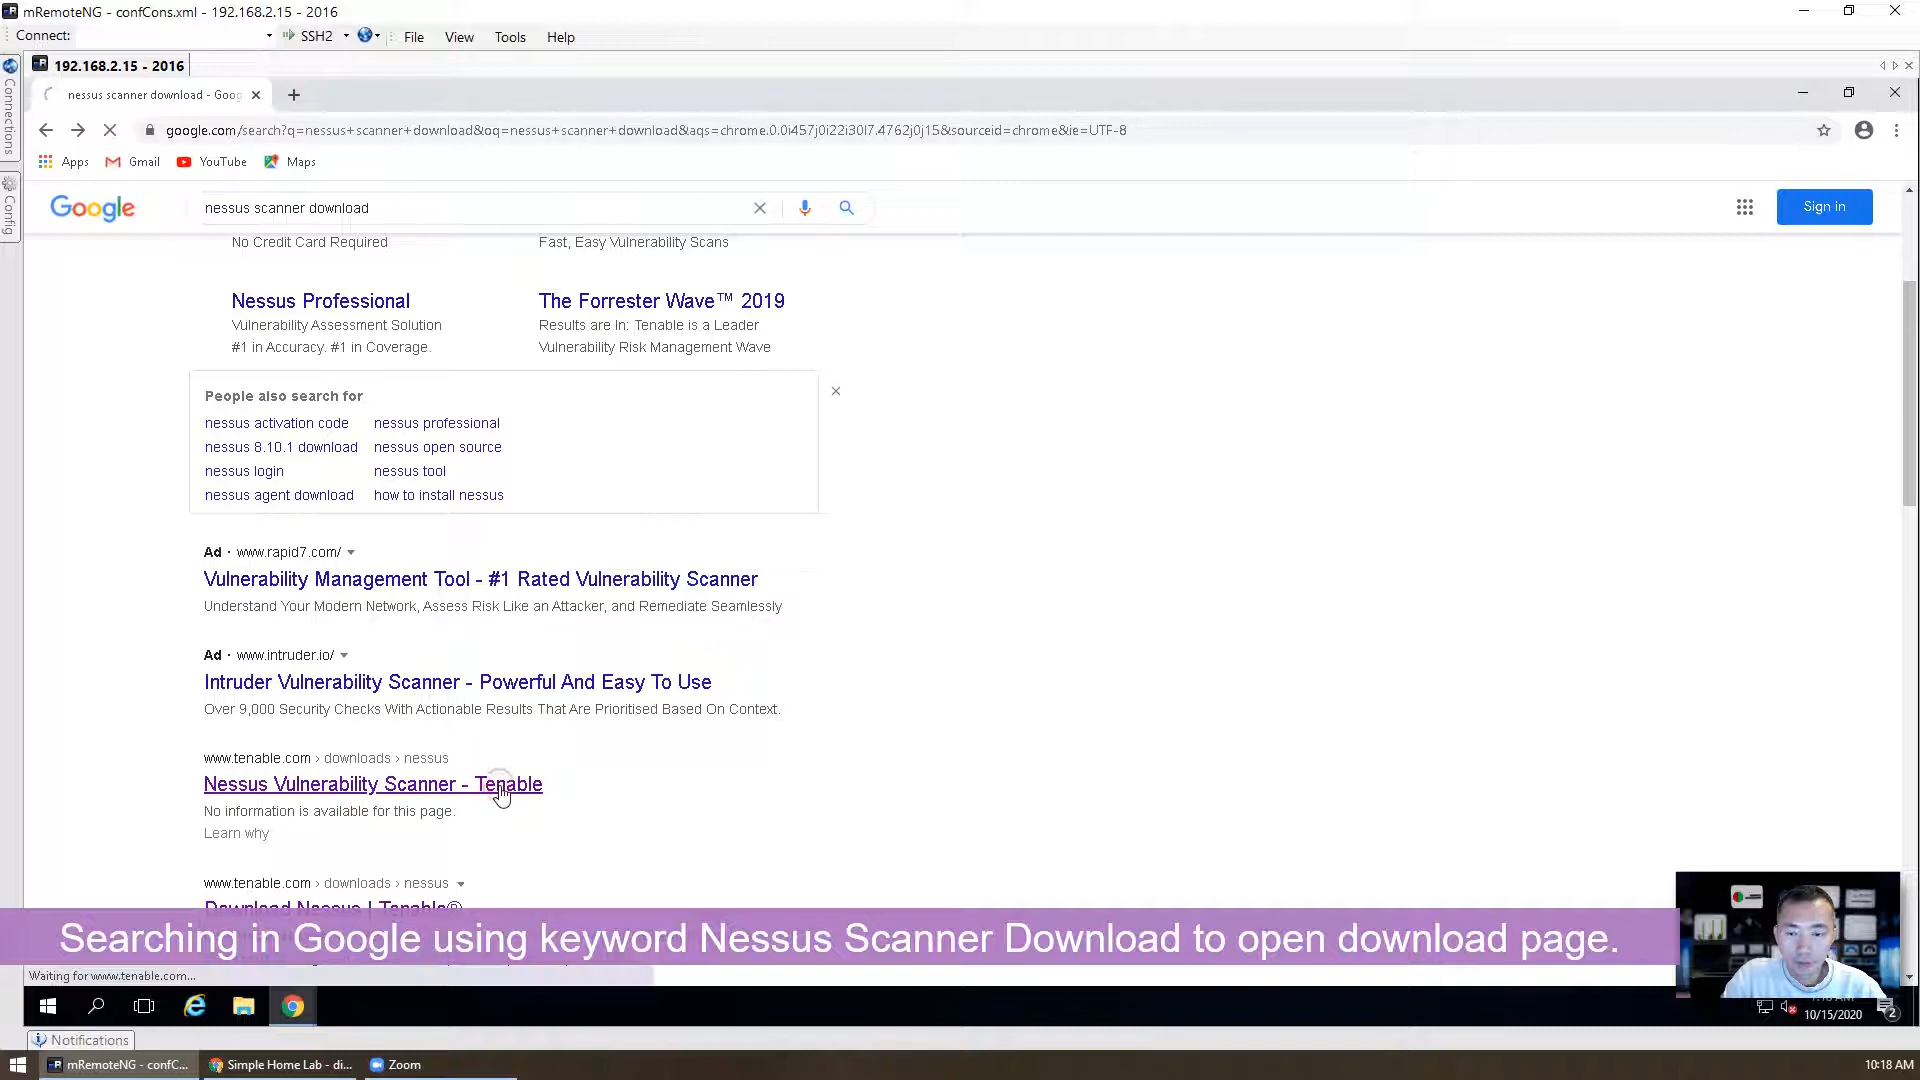 mRemoteNG - confCons.xml - 192.168.2.15 - 2016
Connect:
SSH2
File
View
Tools
Help
192.168.2.15 - 2016
Connections
Config
nessus scanner download - Goog
google.com/search?q=nessus+scanner+download&oq=nessus+scanner+download&aqs=chrome.0.0i457j0i22i30l7.4762j0j15&sourceid=chrome&ie=UTF-8
Apps
Gmail
YouTube
Maps
Google
nessus scanner download
Sign in
No Credit Card Required
Fast, Easy Vulnerability Scans
Nessus Professional
The Forrester Wave™ 2019
Vulnerability Assessment Solution
Results are In: Tenable is a Leader
#1 in Accuracy. #1 in Coverage.
Vulnerability Risk Management Wave
People also search for
nessus activation code
nessus professional
nessus 8.10.1 download
nessus open source
nessus login
nessus tool
nessus agent download
how to install nessus
Ad · www.rapid7.com/
Vulnerability Management Tool - #1 Rated Vulnerability Scanner
Understand Your Modern Network, Assess Risk Like an Attacker, and Remediate Seamlessly
Ad · www.intruder.io/
Intruder Vulnerability Scanner - Powerful And Easy To Use
Over 9,000 Security Checks With Actionable Results That Are Prioritised Based On Context.
www.tenable.com › downloads › nessus
Nessus Vulnerability Scanner - Tenable
No information is available for this page.
Learn why
www.tenable.com › downloads › nessus
Download Nessus | Tenable®
Searching in Google using keyword Nessus Scanner Download to open download page.
Waiting for www.tenable.com...
10/15/2020
2
Notifications
mRemoteNG - confC...
Simple Home Lab - di...
Zoom
10:18 AM